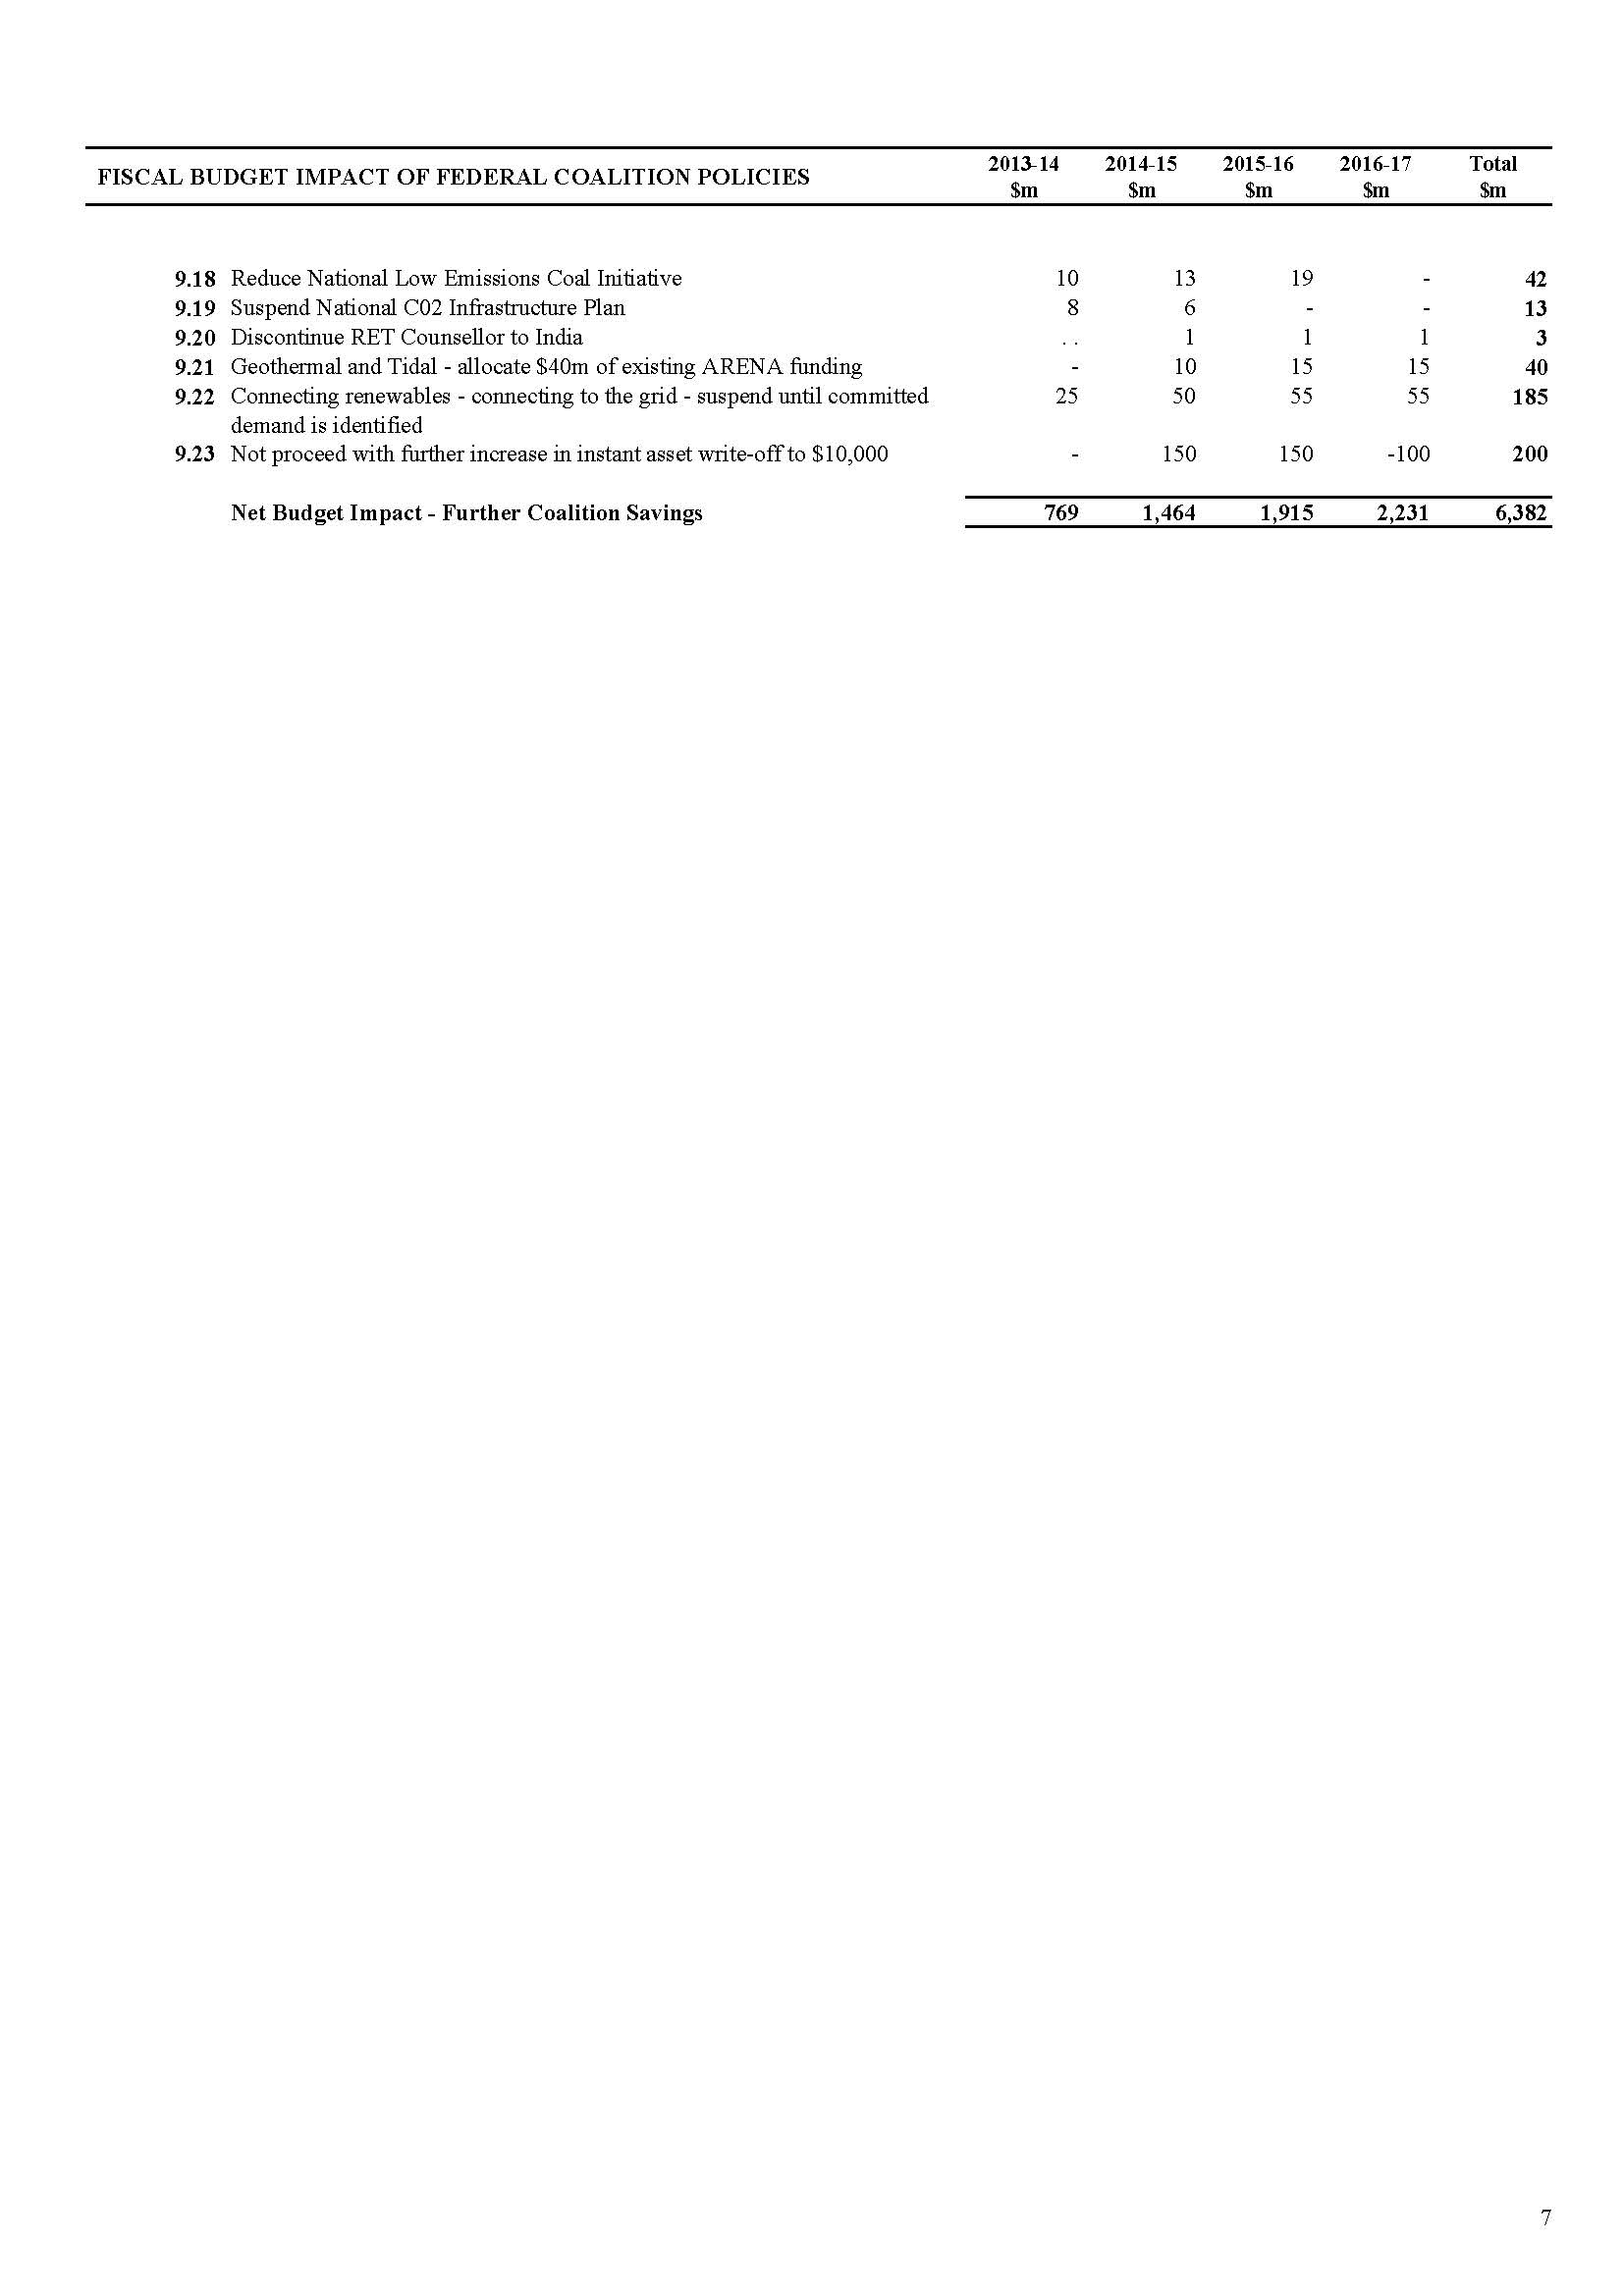 FISCAL BUDGET IMPACT OF FEDERAL COALITION POLICIES 2013-14 2014-15 2015-16 2016-17 Total
$m $m $m $m $m
9.18 Reduce National Low Emissions Coal Initiative 10 13 19 - 42
9.19 Suspend National C02 Infrastructure Plan 8 6 - - 13
9.20 Discontinue RET Counsellor to India . . 1 1 1 3
9.21 Geothermal and Tidal - allocate $40m of existing ARENA funding - 10 15 15 40
9.22 Connecting renewables - connecting to the grid - suspend until committed 25 50 55 55 185
demand is identified
9.23 Not proceed with further increase in instant asset write-off to $10,000 - 150 150 -100 200
Net Budget Impact - Further Coalition Savings 769 1,464 1,915 2,231 6,382
7